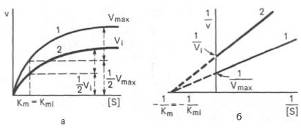 v
1
V_max
2
V_i
1/2 V_i
1/2 V_max
K_m = K_mi
[S]
а
1/v
2
1
1/V_i
1/V_max
-1/K_m = -1/K_mi
1/[S]
б